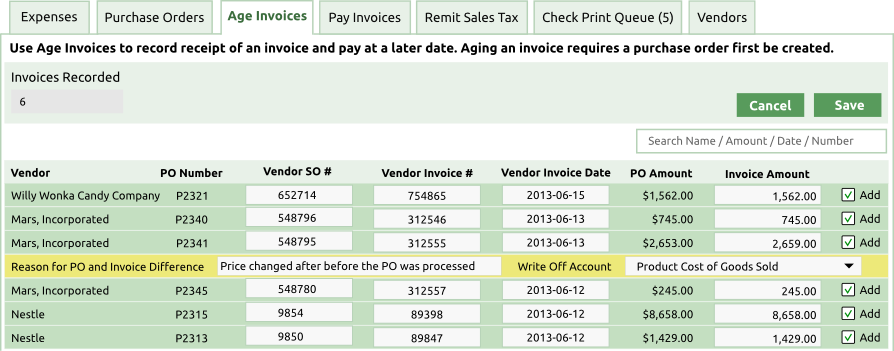 Expenses Purchase Orders Age Invoices Pay Invoices Remit Sales Tax Check Print Queue (5) Vendors
Use Age Invoices to record receipt of an invoice and pay at a later date. Aging an invoice requires a purchase order first be created.
Invoices Recorded
6
Cancel Save
Search Name / Amount / Date / Number
Vendor PO Number Vendor SO # Vendor Invoice # Vendor Invoice Date PO Amount Invoice Amount
Willy Wonka Candy Company P2321 652714 754865 2013-06-15 $1,562.00 1,562.00 Add
Mars, Incorporated P2340 548796 312546 2013-06-13 $745.00 745.00 Add
Mars, Incorporated P2341 548795 312555 2013-06-13 $2,653.00 2,659.00 Add
Reason for PO and Invoice Difference Price changed after before the PO was processed Write Off Account Product Cost of Goods Sold
Mars, Incorporated P2345 548780 312557 2013-06-12 $245.00 245.00 Add
Nestle P2315 9854 89398 2013-06-12 $8,658.00 8,658.00 Add
Nestle P2313 9850 89847 2013-06-12 $1,429.00 1,429.00 Add